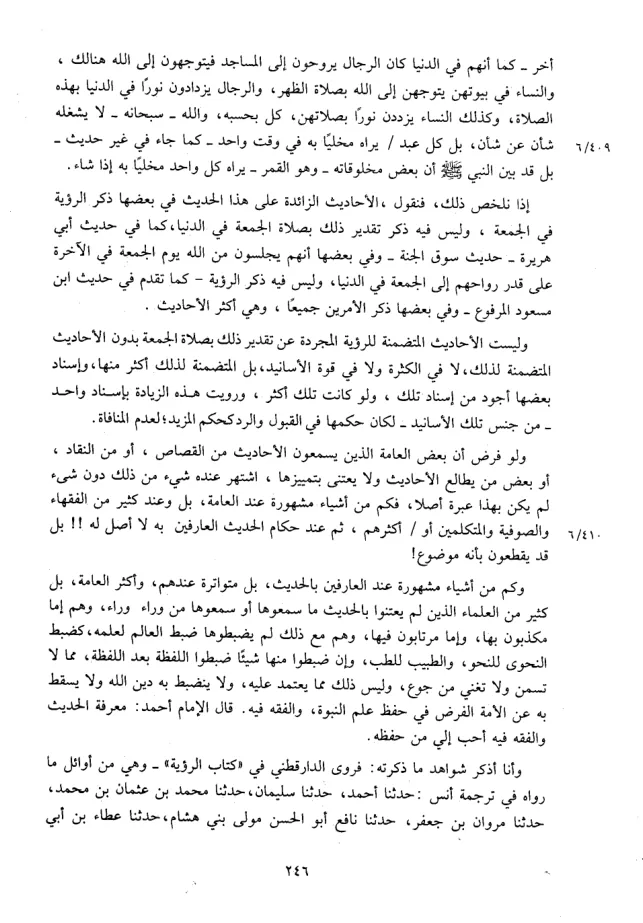 أخر ـ كما أنهم في الدنيا كان الرجال يروحون إلى المساجد فيتوجهون إلى الله هنالك ،
والنساء في بيوتهن يتوجهن إلى الله بصلاة الظهر، والرجال يزدادون نورًا في الدنيا بهذه
الصلاة، وكذلك النساء يزددن نورًا بصلاتهن، كل بحسبه، والله ـ سبحانه ـ لا يشغله
شأن عن شأن، بل كل عبد / يراه مخليًا به في وقت واحد ـ كما جاء في غير حديث ـ
٦/٤٠٩
بل قد بين النبي ﷺ أن بعض مخلوقاته ـ وهو القمر ـ يراه كل واحد مخليًا به إذا شاء.
إذا تلخص ذلك، فنقول ،الأحاديث الزائدة على هذا الحديث في بعضها ذكر الرؤية
في الجمعة ، وليس فيه ذكر تقدير ذلك بصلاة الجمعة في الدنيا،كما في حديث أبي
هريرة ـ حديث سوق الجنة ـ وفي بعضها أنهم يجلسون من الله يوم الجمعة في الآخرة
على قدر رواحهم إلى الجمعة في الدنيا، وليس فيه ذكر الرؤية – كما تقدم في حديث ابن
مسعود المرفوع ـ وفي بعضها ذكر الأمرين جميعًا ، وهي أكثر الأحاديث .
وليست الأحاديث المتضمنة للرؤية المجردة عن تقدير ذلك بصلاة الجمعة بدون الأحاديث
المتضمنة لذلك،لا في الكثرة ولا في قوة الأسانيد،بل المتضمنة لذلك أكثر منها،وإسناد
بعضها أجود من إسناد تلك ، ولو كانت تلك أكثر ، ورويت هذه الزيادة بإسناد واحد
ـ من جنس تلك الأسانيد ـ لكان حكمها في القبول والرد كحكم المزيد؛لعدم المنافاة.
ولو فرض أن بعض العامة الذين يسمعون الأحاديث من القصاص ، أو من النقاد ،
أو بعض من يطالع الأحاديث ولا يعتنى بتمييزها ، اشتهر عنده شيء من ذلك دون شىء
لم يكن بهذا عبرة أصلا، فكم من أشياء مشهورة عند العامة، بل وعند كثير من الفقهاء
والصوفية والمتكلمين أو / أكثرهم ، ثم عند حكام الحديث العارفين به لا أصل له !! بل
٦/٤١٠
قد يقطعون بأنه موضوع!
وكم من أشياء مشهورة عند العارفين بالحديث، بل متواترة عندهم، وأكثر العامة، بل
كثير من العلماء الذين لم يعتنوا بالحديث ما سمعوها أو سمعوها من وراء وراء، وهم إما
مكذبون بها، وإما مرتابون فيها، وهم مع ذلك لم يضبطوها ضبط العالم لعلمه،كضبط
النحوى للنحو، والطبيب للطب، وإن ضبطوا منها شيئًا ضبطوا اللفظة بعد اللفظة، مما لا
تسمن ولا تغني من جوع، وليس ذلك مما يعتمد عليه، ولا ينضبط به دين الله ولا يسقط
به عن الأمة الفرض في حفظ علم النبوة، والفقه فيه. قال الإمام أحمد: معرفة الحديث
والفقه فيه أحب إلي من حفظه.
وأنا أذكر شواهد ما ذكرته: فروى الدارقطني في «كتاب الرؤية» ـ وهي من أوائل ما
رواه في ترجمة أنس :حدثنا أحمد، حدثنا سليمان،حدثنا محمد بن عثمان بن محمد،
حدثنا مروان بن جعفر، حدثنا نافع أبو الحسن مولى بني هشام،حدثنا عطاء بن أبي
٢٤٦